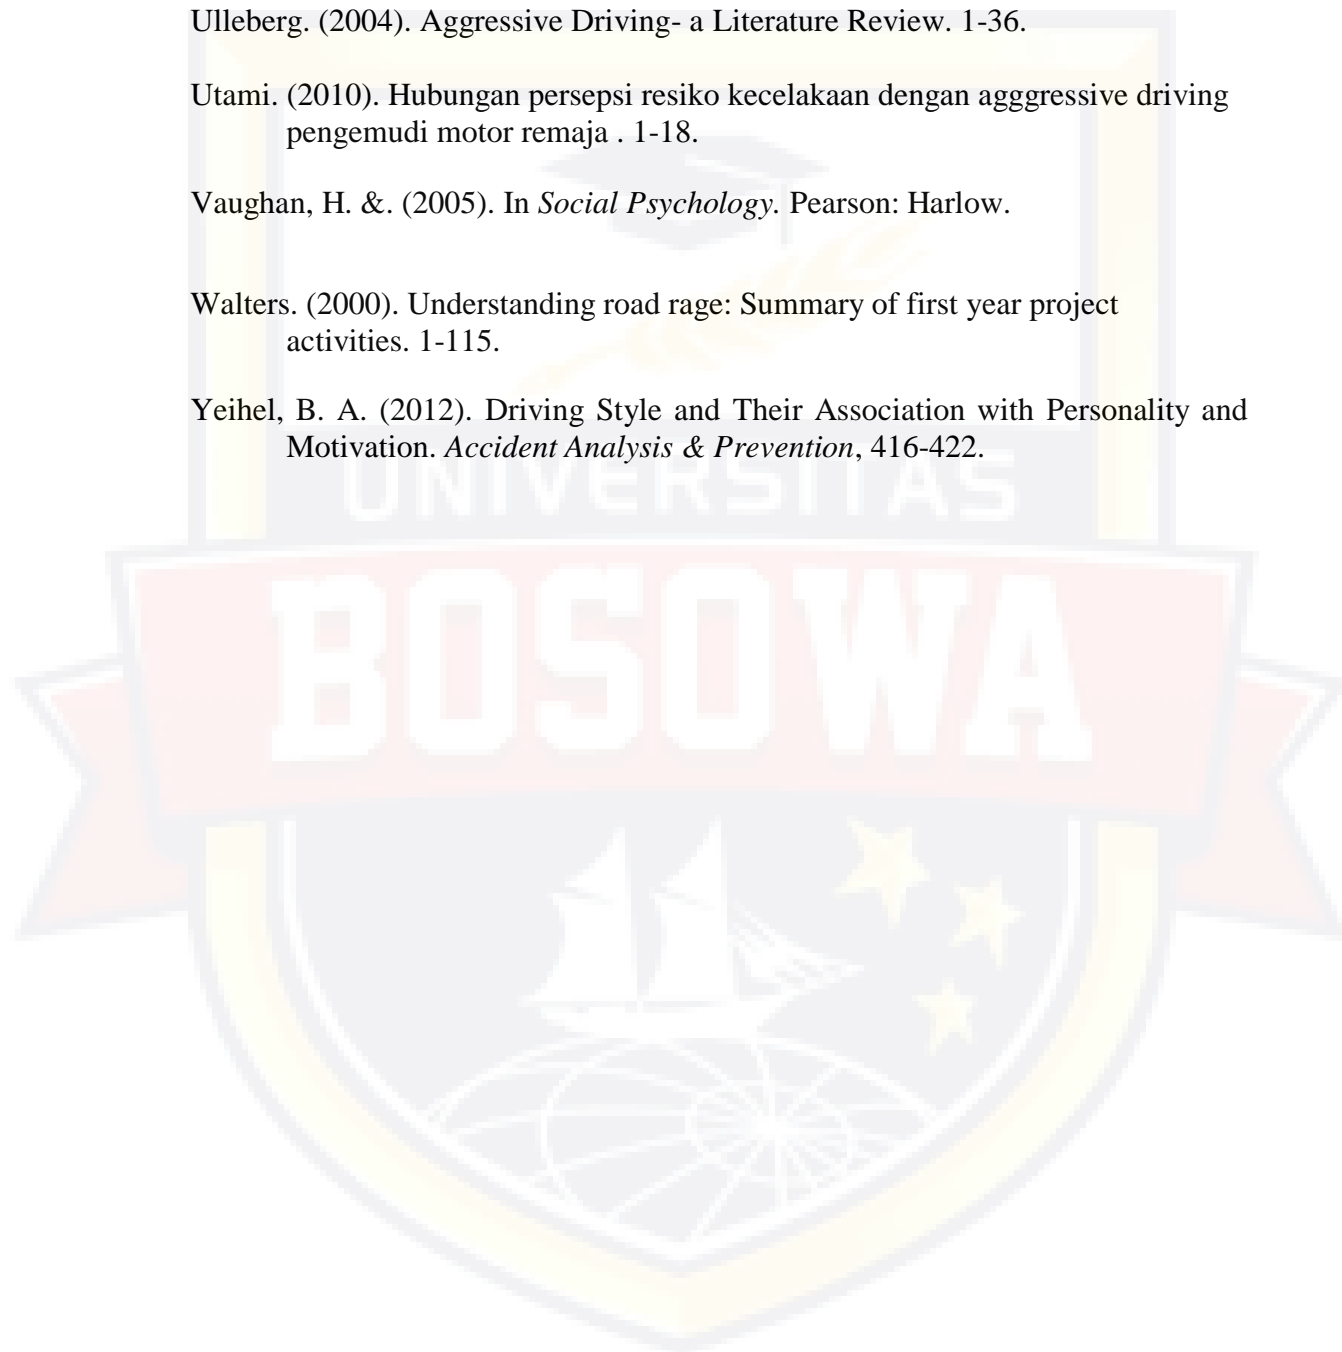 Ulleberg. (2004). Aggressive Driving- a Literature Review. 1-36.
Utami. (2010). Hubungan persepsi resiko kecelakaan dengan agggressive driving
pengemudi motor remaja . 1-18.
Vaughan, H. &. (2005). In Social Psychology. Pearson: Harlow.
Walters. (2000). Understanding road rage: Summary of first year project
activities. 1-115.
Yeihel, B. A. (2012). Driving Style and Their Association with Personality and
Motivation. Accident Analysis & Prevention, 416-422.
UNIVERSITAS
BOSOWA